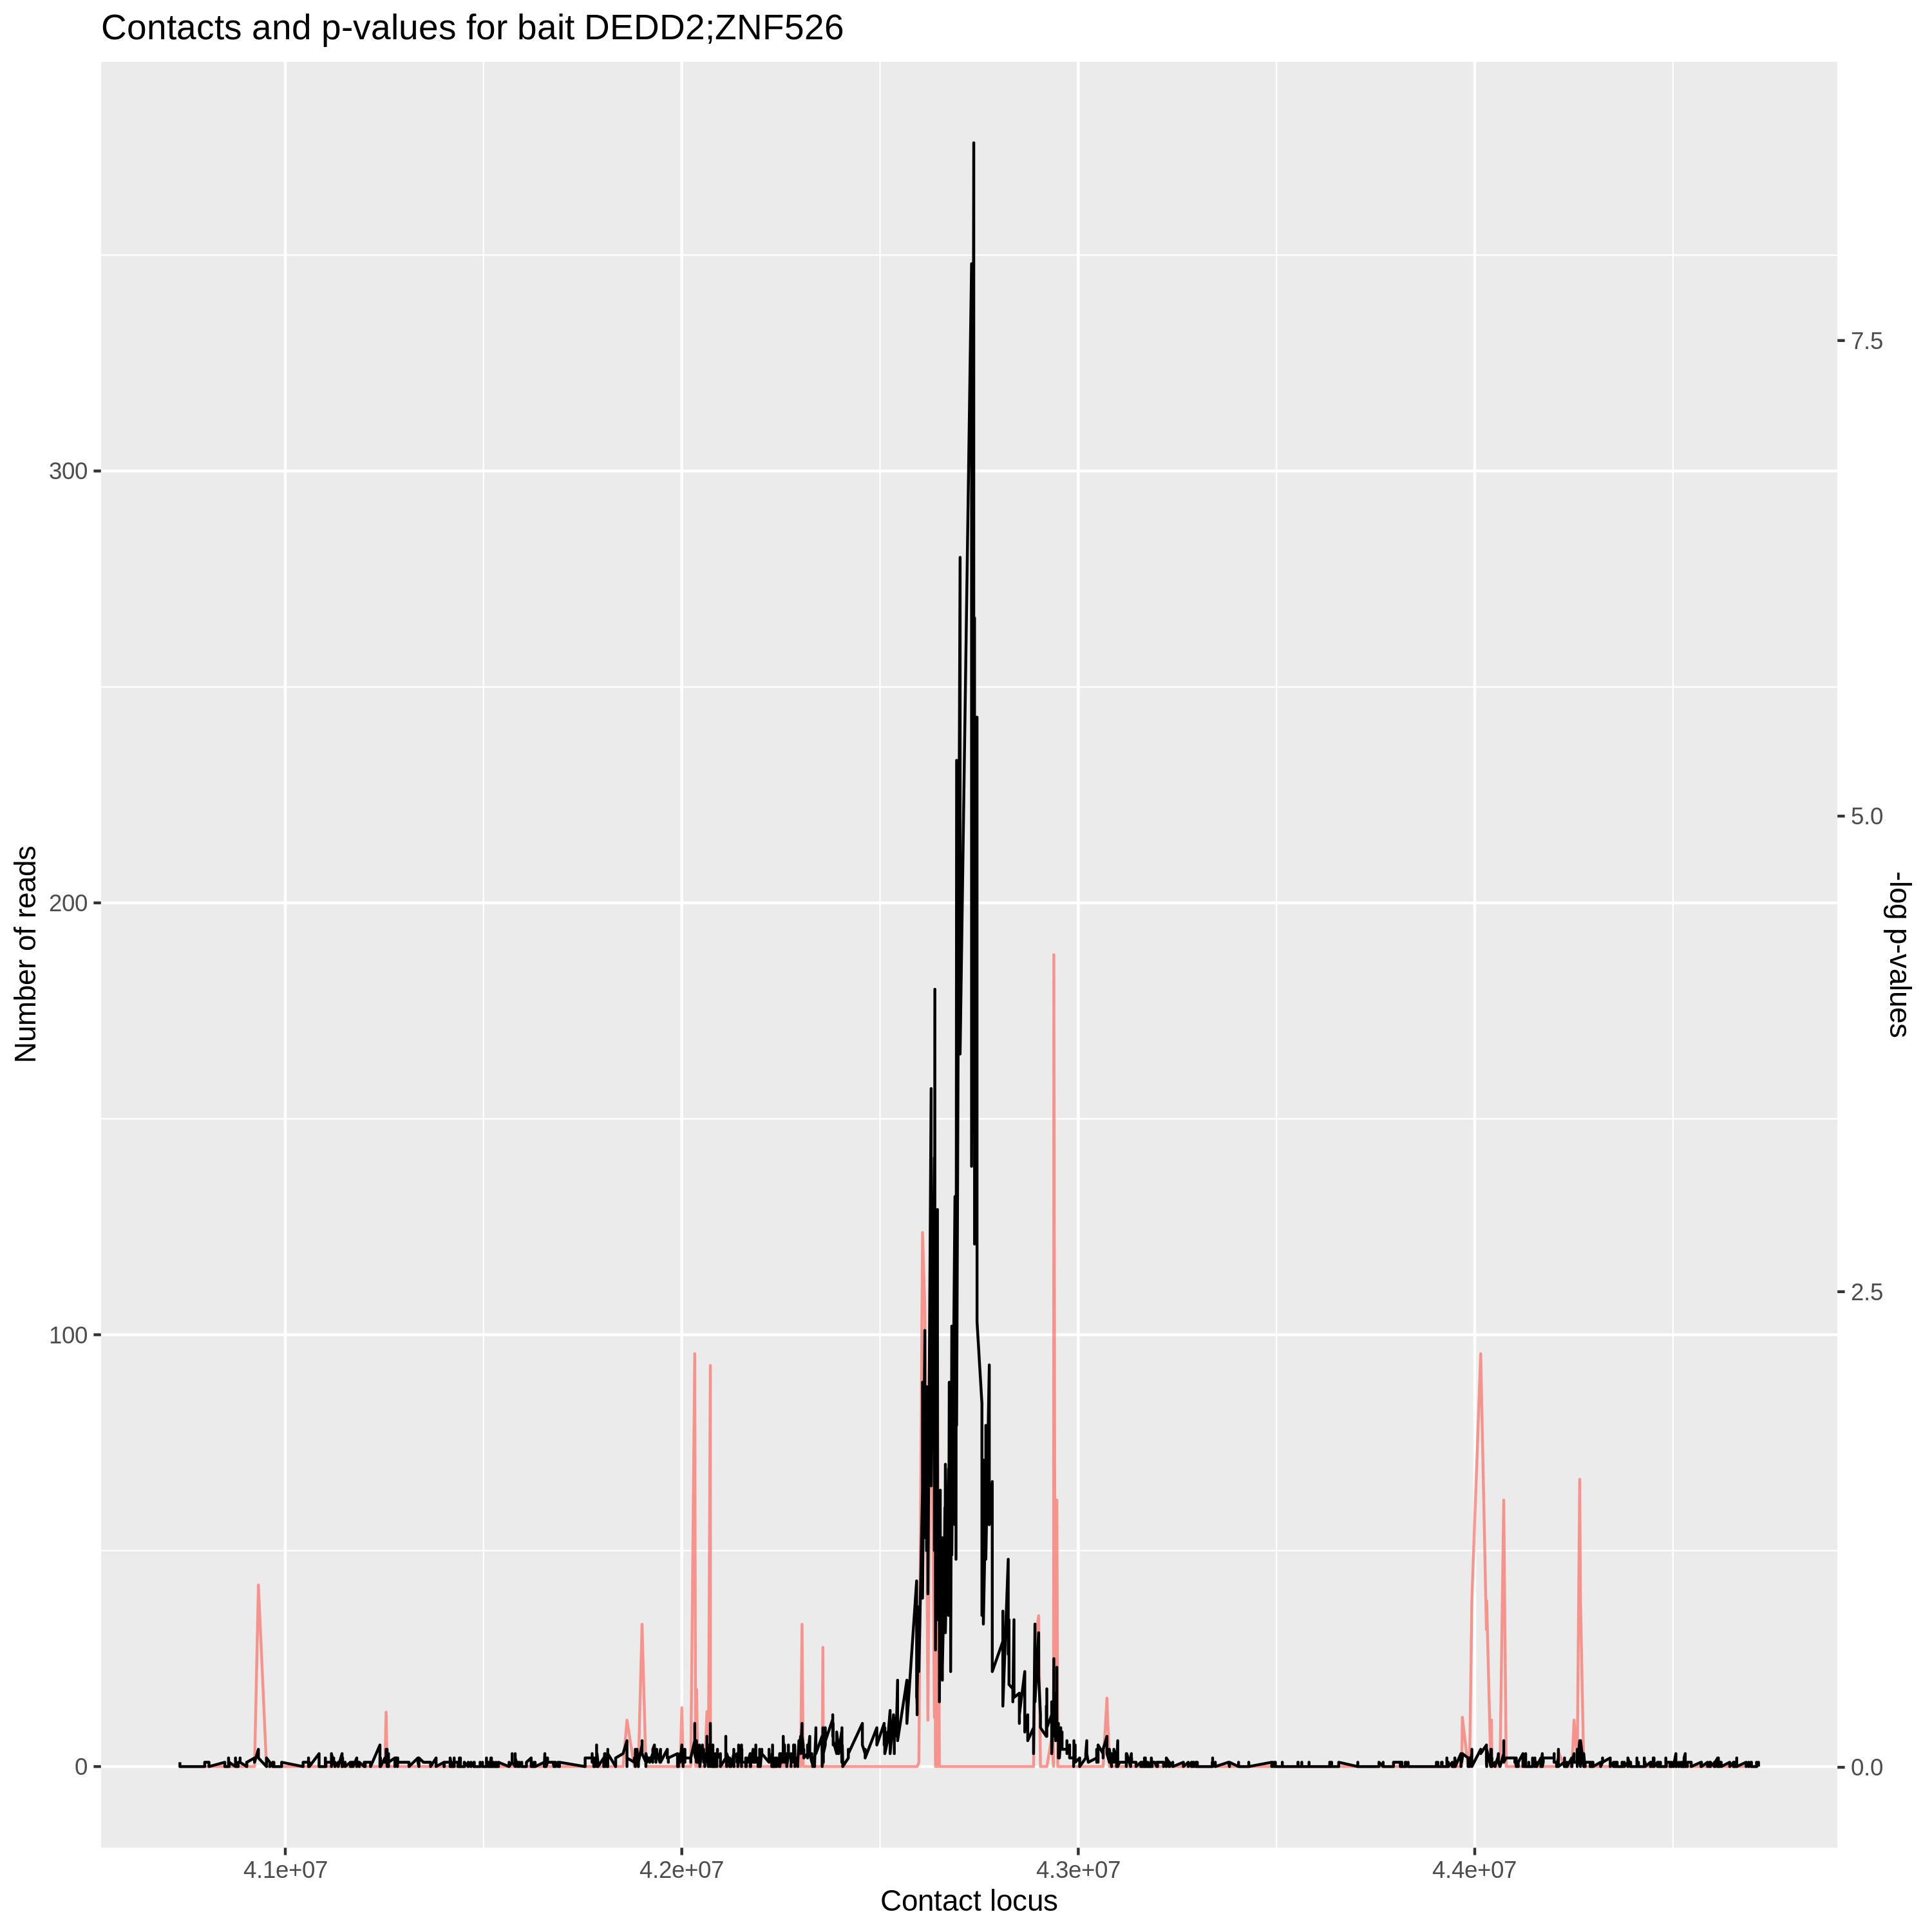 Contacts and p-values for bait DEDD2;ZNF526
Number of reads
300
200
100
0
7.5
5.0
2.5
0.0
-log p-values
4.1e+07 4.2e+07 4.3e+07 4.4e+07
Contact locus